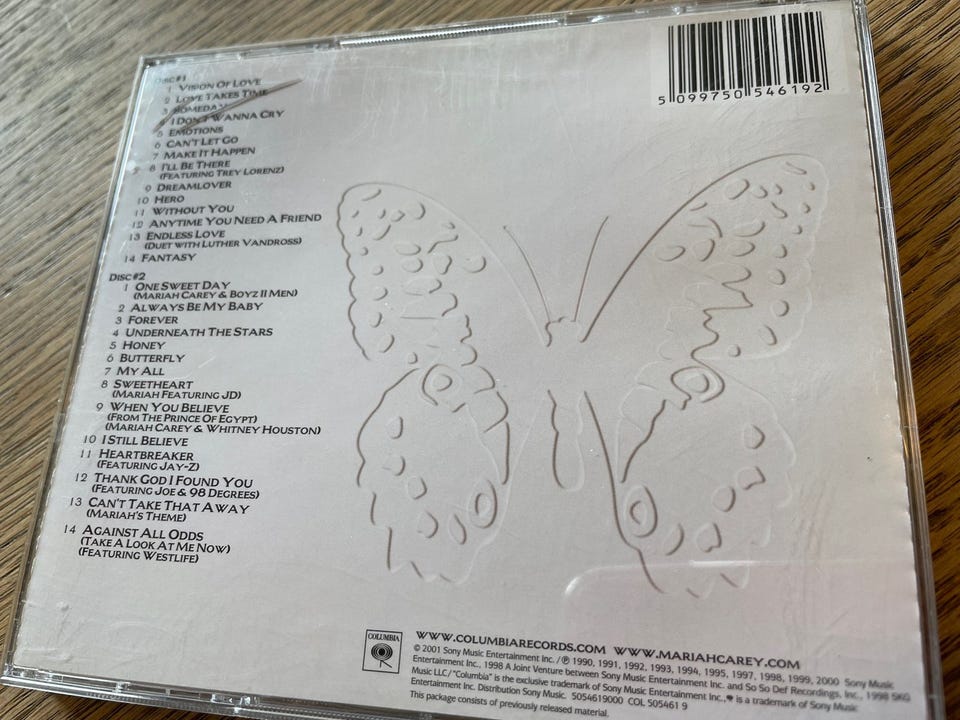 Disc #1
1 Vision Of Love
2 Love Takes Time
3 Someday
4 I Don't Wanna Cry
5 Emotions
6 Can't Let Go
7 Make It Happen
8 I'll Be There
(Featuring Trey Lorenz)
9 Dreamlover
10 Hero
11 Without You
12 Anytime You Need A Friend
13 Endless Love
(Duet with Luther Vandross)
14 Fantasy
Disc #2
1 One Sweet Day
(Mariah Carey & Boyz II Men)
2 Always Be My Baby
3 Forever
4 Underneath The Stars
5 Honey
6 Butterfly
7 My All
8 Sweetheart
(Mariah Featuring JD)
9 When You Believe
(From The Prince Of Egypt)
(Mariah Carey & Whitney Houston)
10 I Still Believe
11 Heartbreaker
(Featuring Jay-Z)
12 Thank God I Found You
(Featuring Joe & 98 Degrees)
13 Can't Take That Away
(Mariah's Theme)
14 Against All Odds
(Take A Look At Me Now)
(Featuring Westlife)
5 099750 546192
COLUMBIA
www.columbiarecords.com www.mariahcarey.com
© 2001 Sony Music Entertainment Inc. / ℗ 1990, 1991, 1992, 1993, 1994, 1995, 1997, 1998, 1999, 2000 Sony Music
Entertainment Inc., 1998 A Joint Venture between Sony Music Entertainment Inc. and So So Def Recordings, Inc., 1998 SKG
Music LLC / "Columbia" is the exclusive trademark of Sony Music Entertainment Inc., is a trademark of Sony Music
Entertainment Inc. Distribution Sony Music. 5054619000 COL 505461 9
This package consists of previously released material.